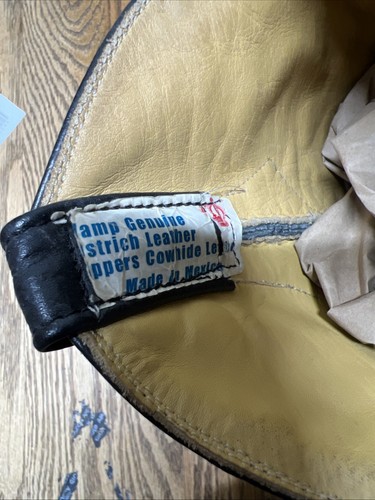 amp Genuine
strich Leather
ppers Cowhide Le
Made in Mexico